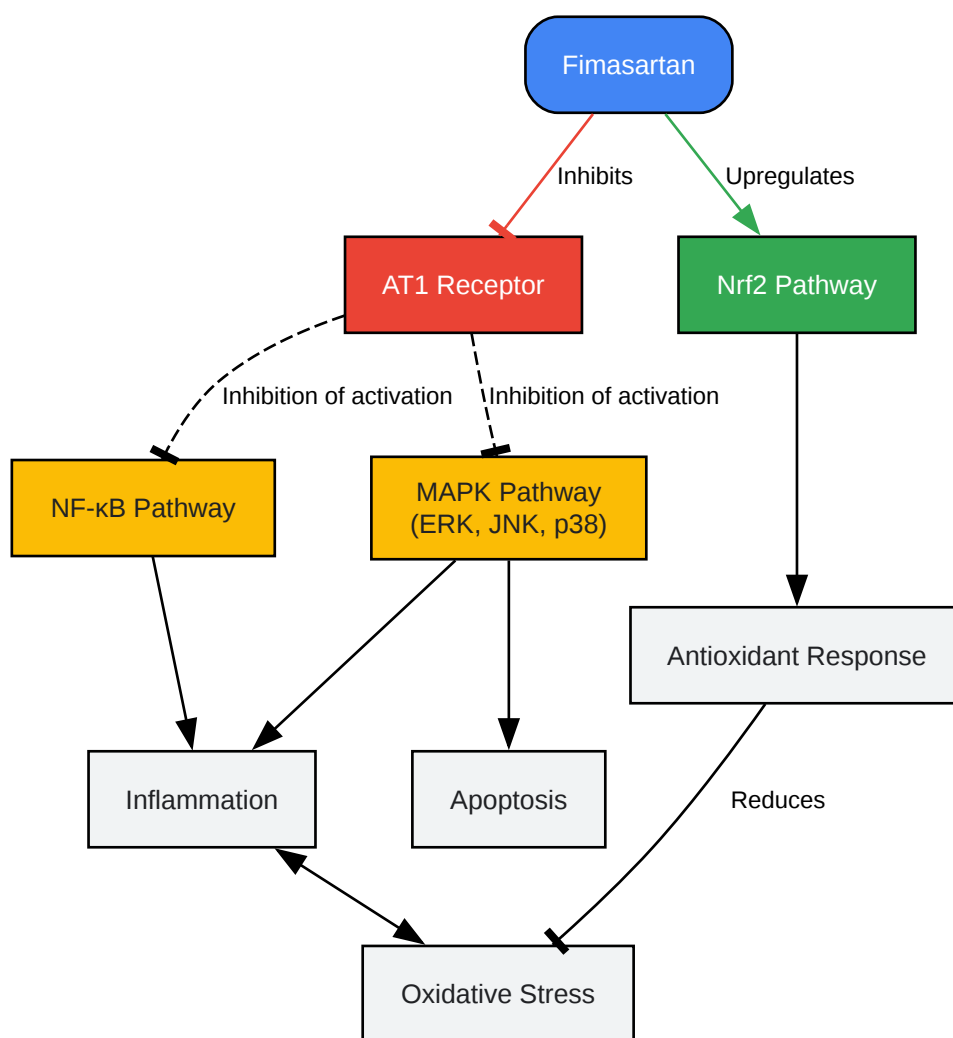 Fimasartan
Inhibits
Upregulates
AT1 Receptor
Nrf2 Pathway
Inhibition of activation
Inhibition of activation
NF-κB Pathway
MAPK Pathway
(ERK, JNK, p38)
Antioxidant Response
Inflammation
Apoptosis
Reduces
Oxidative Stress